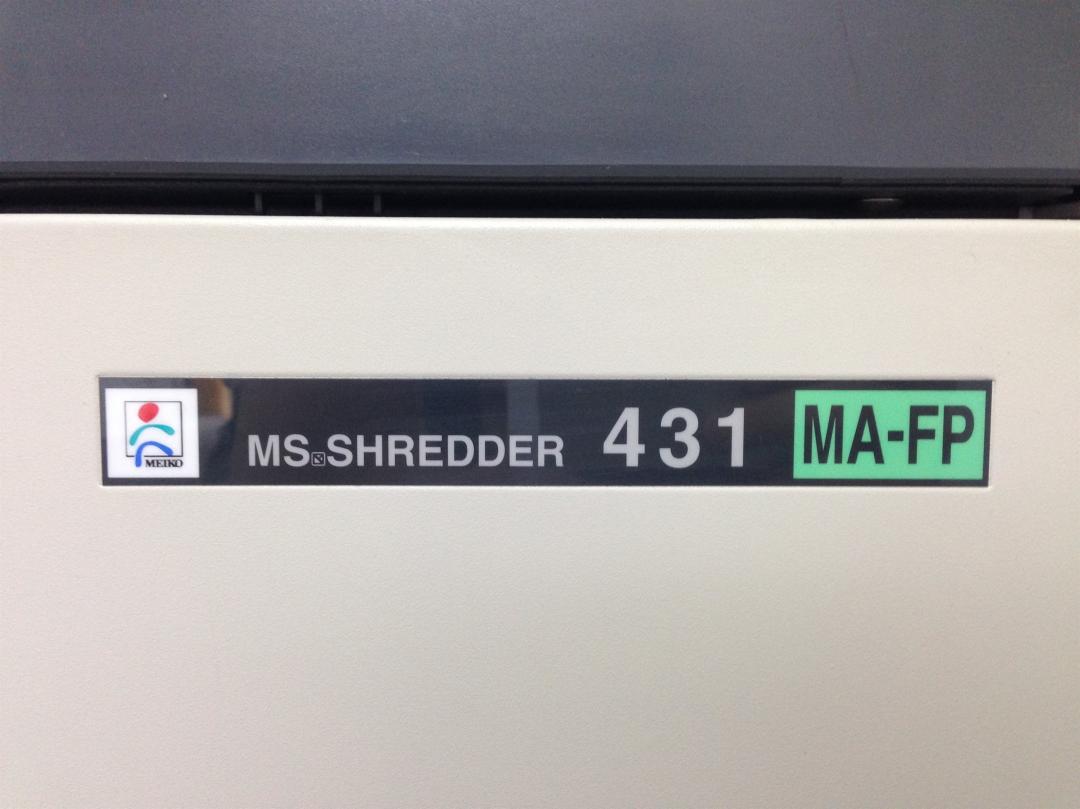 MEIKO
MS SHREDDER 431 MA-FP